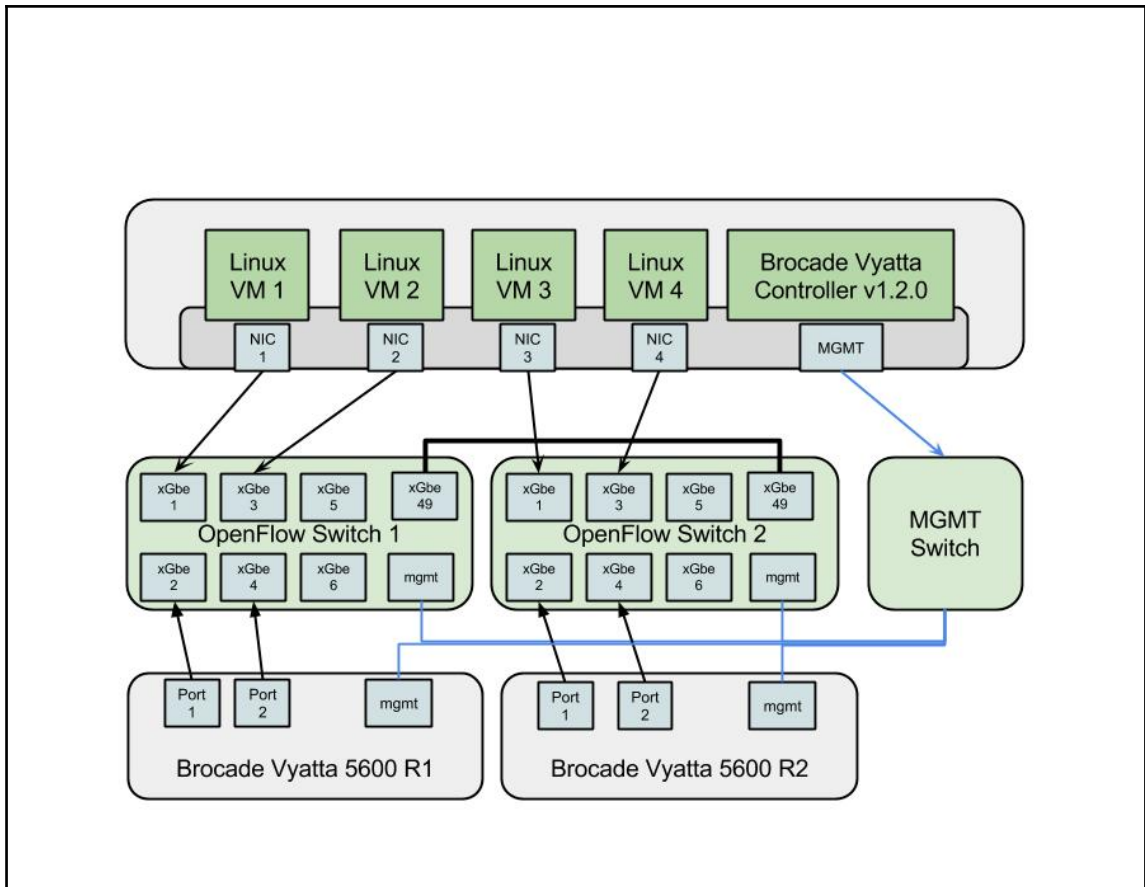 Linux
VM 1
Linux
VM 2
Linux
VM 3
Linux
VM 4
Brocade Vyatta
Controller v1.2.0
NIC
1
NIC
2
NIC
3
NIC
4
MGMT
xGbe
1
xGbe
3
xGbe
5
xGbe
49
OpenFlow Switch 1
xGbe
2
xGbe
4
xGbe
6
mgmt
xGbe
1
xGbe
3
xGbe
5
xGbe
49
OpenFlow Switch 2
xGbe
2
xGbe
4
xGbe
6
mgmt
MGMT
Switch
Port
1
Port
2
mgmt
Brocade Vyatta 5600 R1
Port
1
Port
2
mgmt
Brocade Vyatta 5600 R2